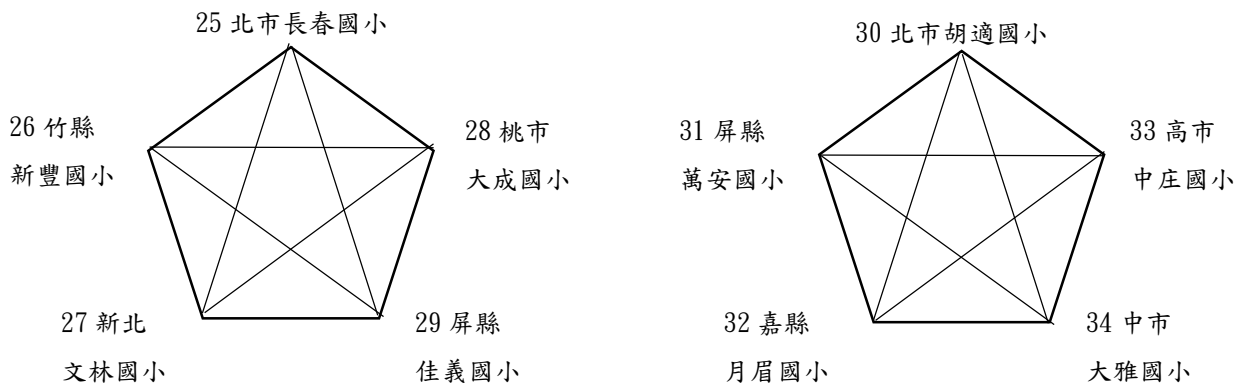 25 北市長春國小
26 竹縣
新豐國小
28 桃市
大成國小
27 新北
文林國小
29 屏縣
佳義國小
30 北市胡適國小
31 屏縣
萬安國小
33 高市
中庄國小
32 嘉縣
月眉國小
34 中市
大雅國小